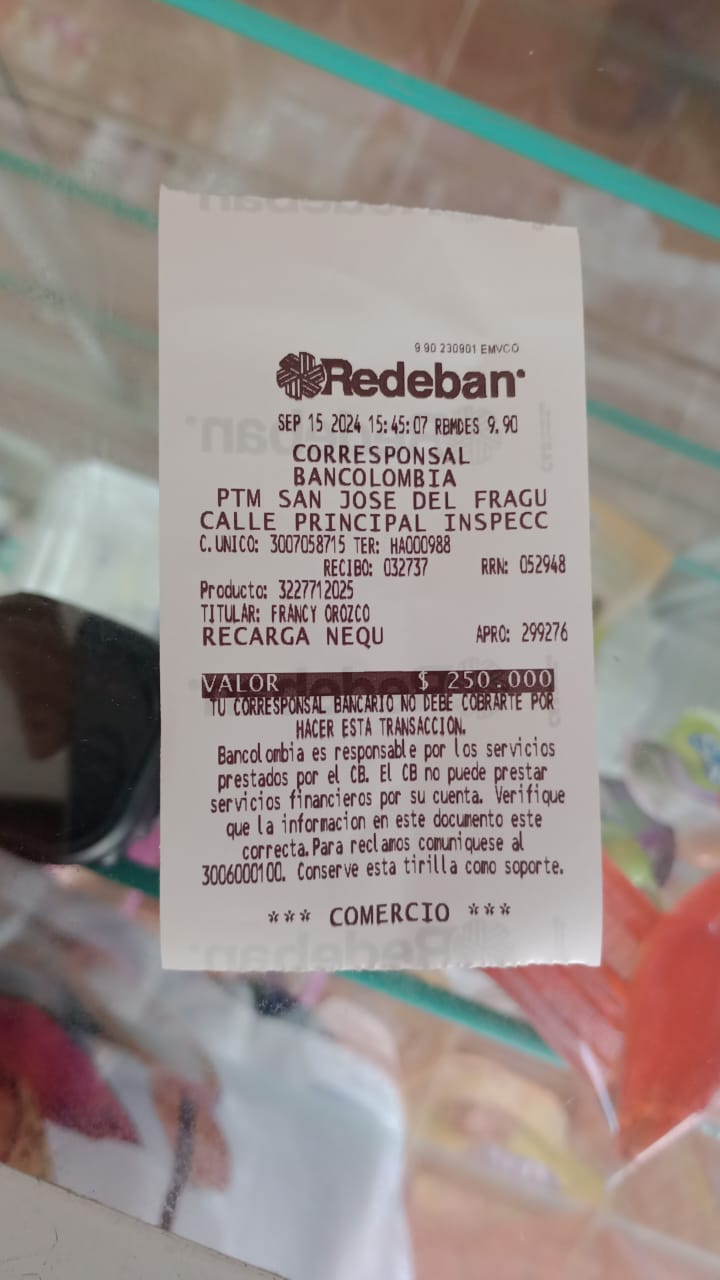 9 90 230901 EMVCO
Redeban
SEP 15 2024 15:45:07 RBMDES 9.90
CORRESPONSAL
BANCOLOMBIA
PTM SAN JOSE DEL FRAGU
CALLE PRINCIPAL INSPECC
C.UNICO: 3007058715 TER: HA000988
RECIBO: 032737 RRN: 052948
Producto: 3227712025
TITULAR: FRANCY OROZCO
RECARGA NEQU APRO: 299276
VALOR $ 250.000
TU CORRESPONSAL BANCARIO NO DEBE COBRARTE POR
HACER ESTA TRANSACCION.
Bancolombia es responsable por los servicios
prestados por el CB. El CB no puede prestar
servicios financieros por su cuenta. Verifique
que la informacion en este documento este
correcta.Para reclamos comuniquese al
3006000100. Conserve esta tirilla como soporte.
*** COMERCIO ***